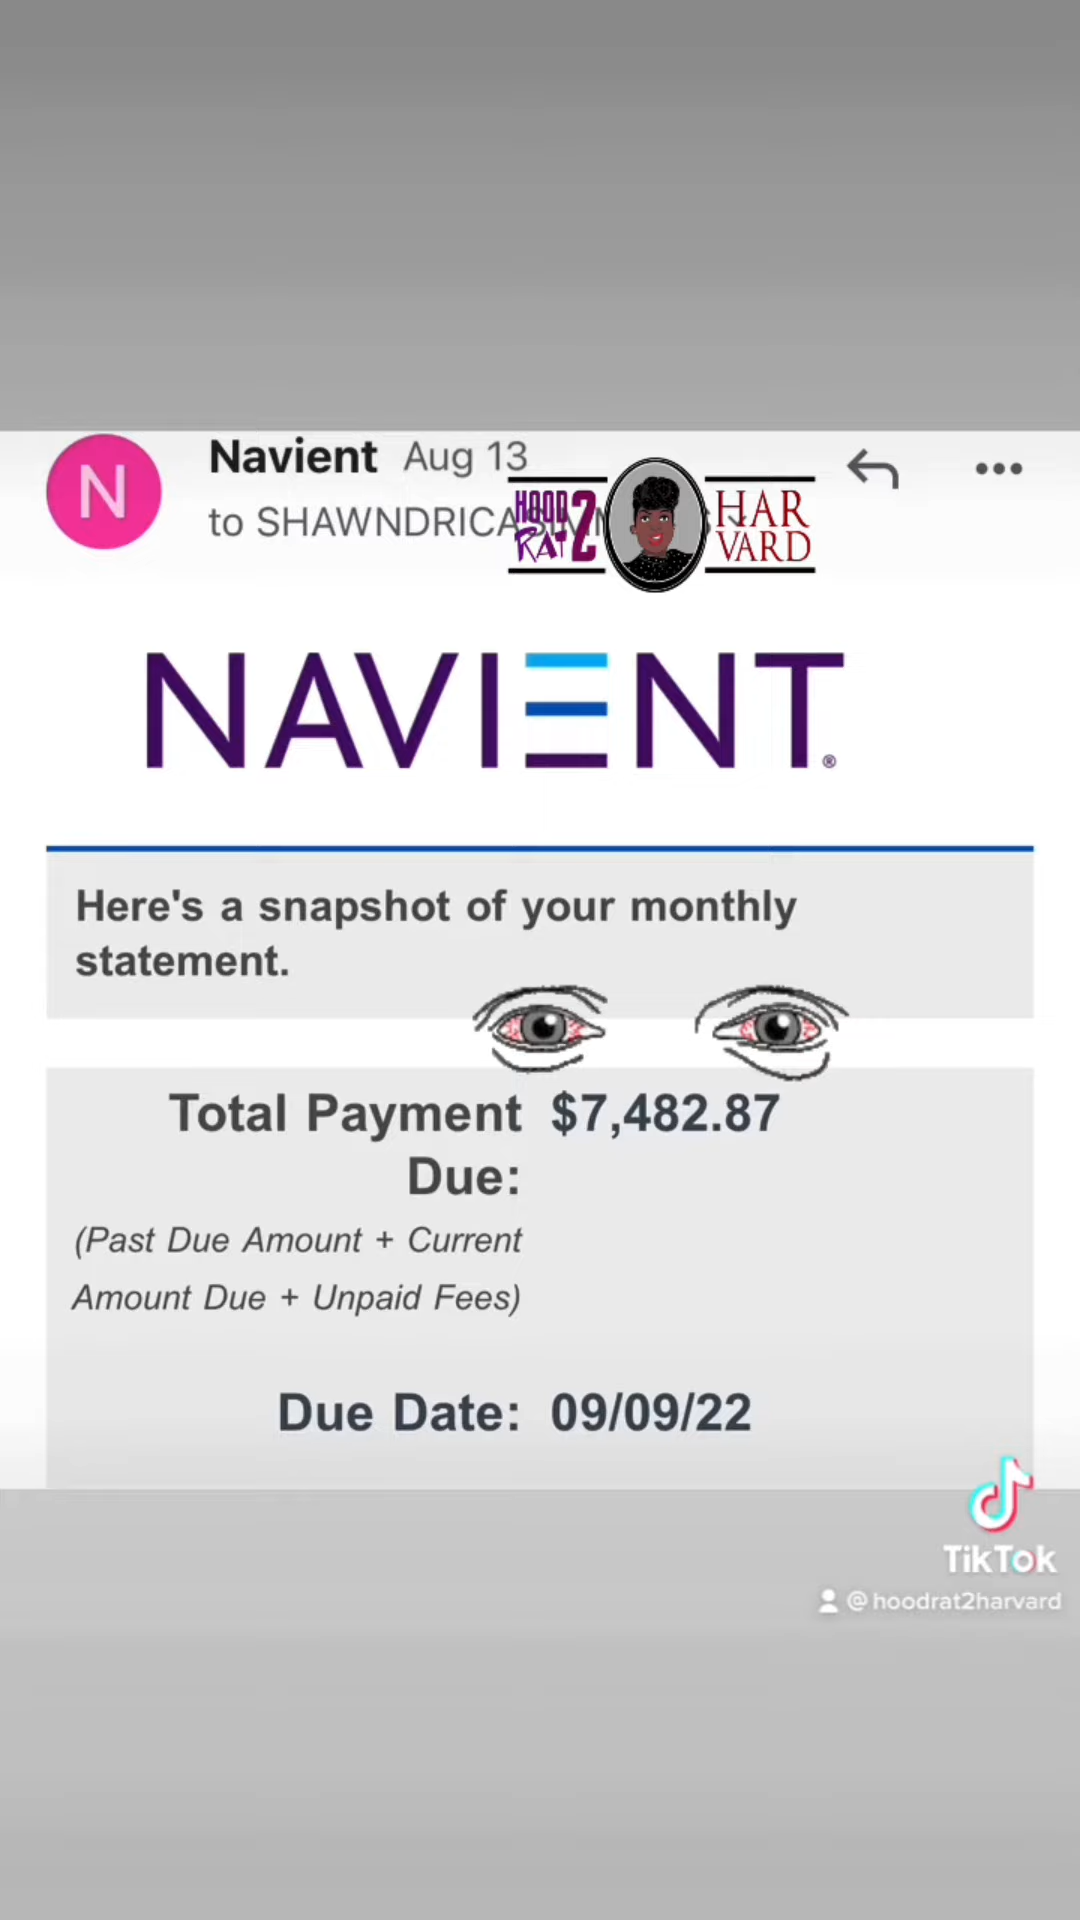 N
Navient Aug 13
to SHAWNDRICA
HOOD RAT 2 HARVARD
NAVIENT®
Here's a snapshot of your monthly
statement.
Total Payment $7,482.87
Due:
(Past Due Amount + Current
Amount Due + Unpaid Fees)
Due Date: 09/09/22
TikTok
@hoodrat2harvard